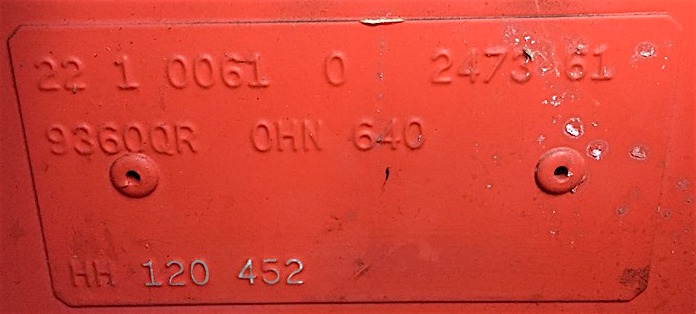 22 1 0061 0 2473 61
9360QR OHN 640
HH 120 452